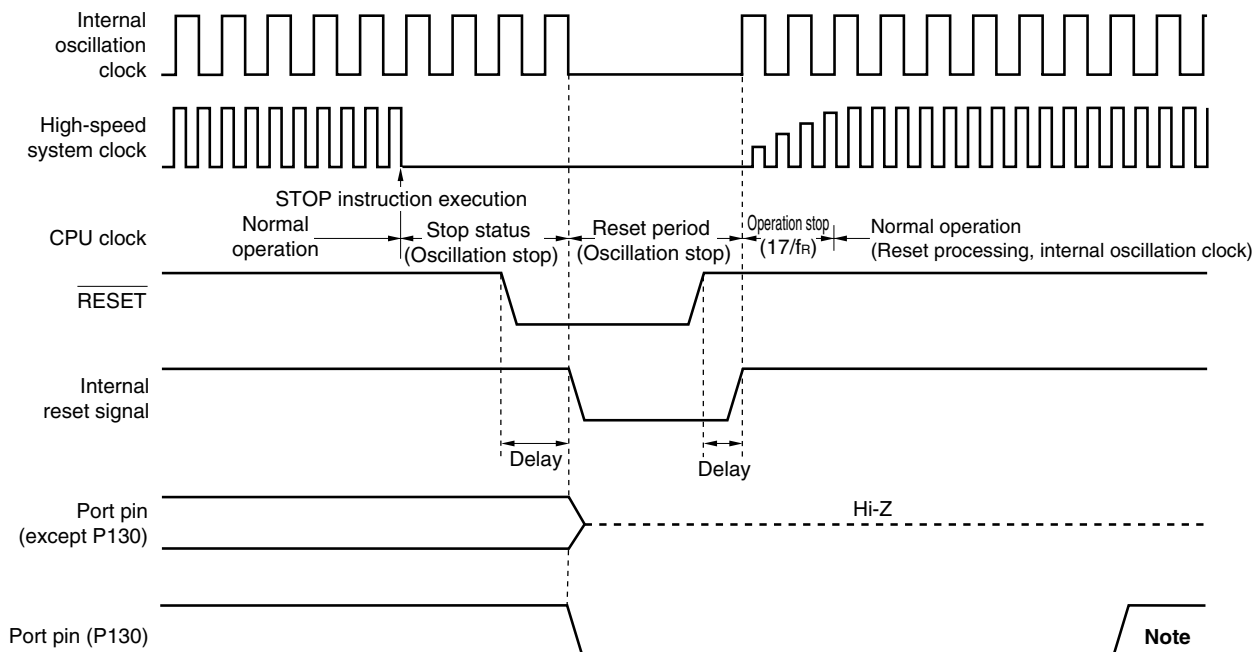 Internal
oscillation
clock
High-speed
system clock
STOP instruction execution
CPU clock
Normal
operation
Stop status
(Oscillation stop)
Reset period
(Oscillation stop)
Operation stop
(17/fR)
Normal operation
(Reset processing, internal oscillation clock)
RESET
Internal
reset signal
Delay
Delay
Port pin
(except P130)
Hi-Z
Port pin (P130)
Note